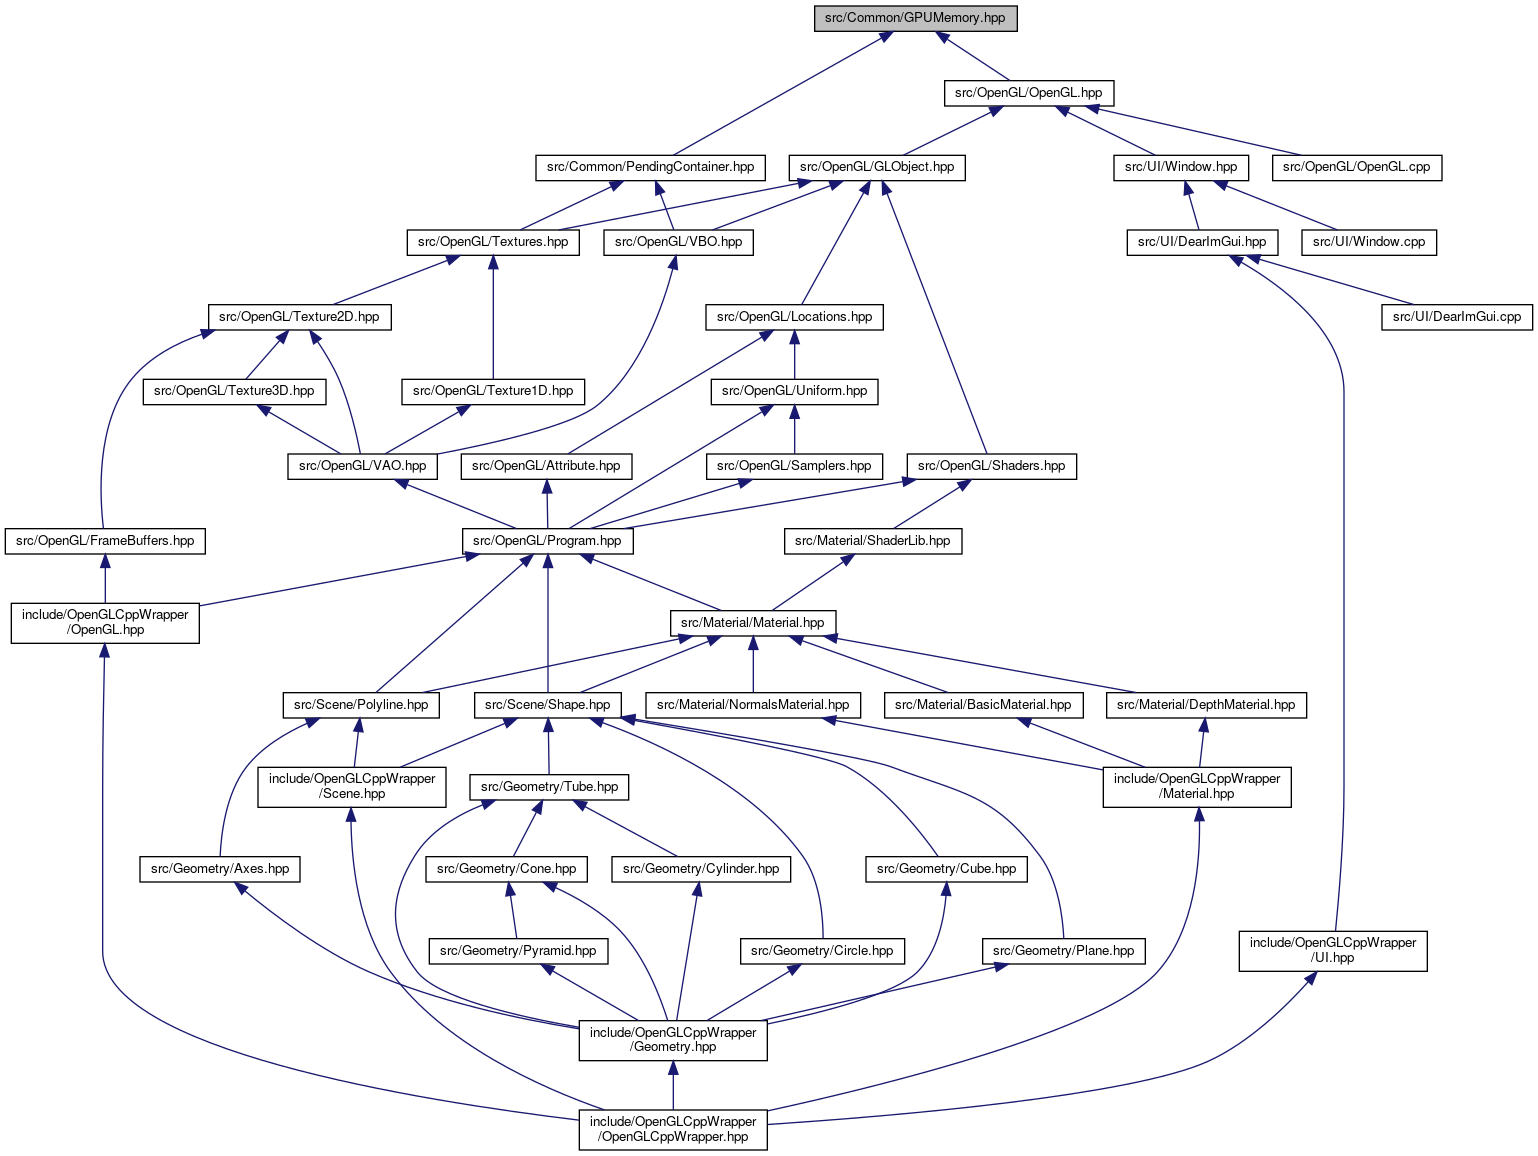 src/Common/GPUMemory.hpp
src/OpenGL/OpenGL.hpp
src/Common/PendingContainer.hpp
src/OpenGL/GLObject.hpp
src/UI/Window.hpp
src/OpenGL/OpenGL.cpp
src/OpenGL/Textures.hpp
src/OpenGL/VBO.hpp
src/UI/DearImGui.hpp
src/UI/Window.cpp
src/OpenGL/Texture2D.hpp
src/OpenGL/Locations.hpp
src/UI/DearImGui.cpp
src/OpenGL/Texture3D.hpp
src/OpenGL/Texture1D.hpp
src/OpenGL/Uniform.hpp
src/OpenGL/VAO.hpp
src/OpenGL/Attribute.hpp
src/OpenGL/Samplers.hpp
src/OpenGL/Shaders.hpp
src/OpenGL/FrameBuffers.hpp
src/OpenGL/Program.hpp
src/Material/ShaderLib.hpp
include/OpenGLCppWrapper
/OpenGL.hpp
src/Material/Material.hpp
src/Scene/Polyline.hpp
src/Scene/Shape.hpp
src/Material/NormalsMaterial.hpp
src/Material/BasicMaterial.hpp
src/Material/DepthMaterial.hpp
include/OpenGLCppWrapper
/Scene.hpp
src/Geometry/Tube.hpp
include/OpenGLCppWrapper
/Material.hpp
src/Geometry/Axes.hpp
src/Geometry/Cone.hpp
src/Geometry/Cylinder.hpp
src/Geometry/Cube.hpp
src/Geometry/Pyramid.hpp
src/Geometry/Circle.hpp
src/Geometry/Plane.hpp
include/OpenGLCppWrapper
/UI.hpp
include/OpenGLCppWrapper
/Geometry.hpp
include/OpenGLCppWrapper
/OpenGLCppWrapper.hpp